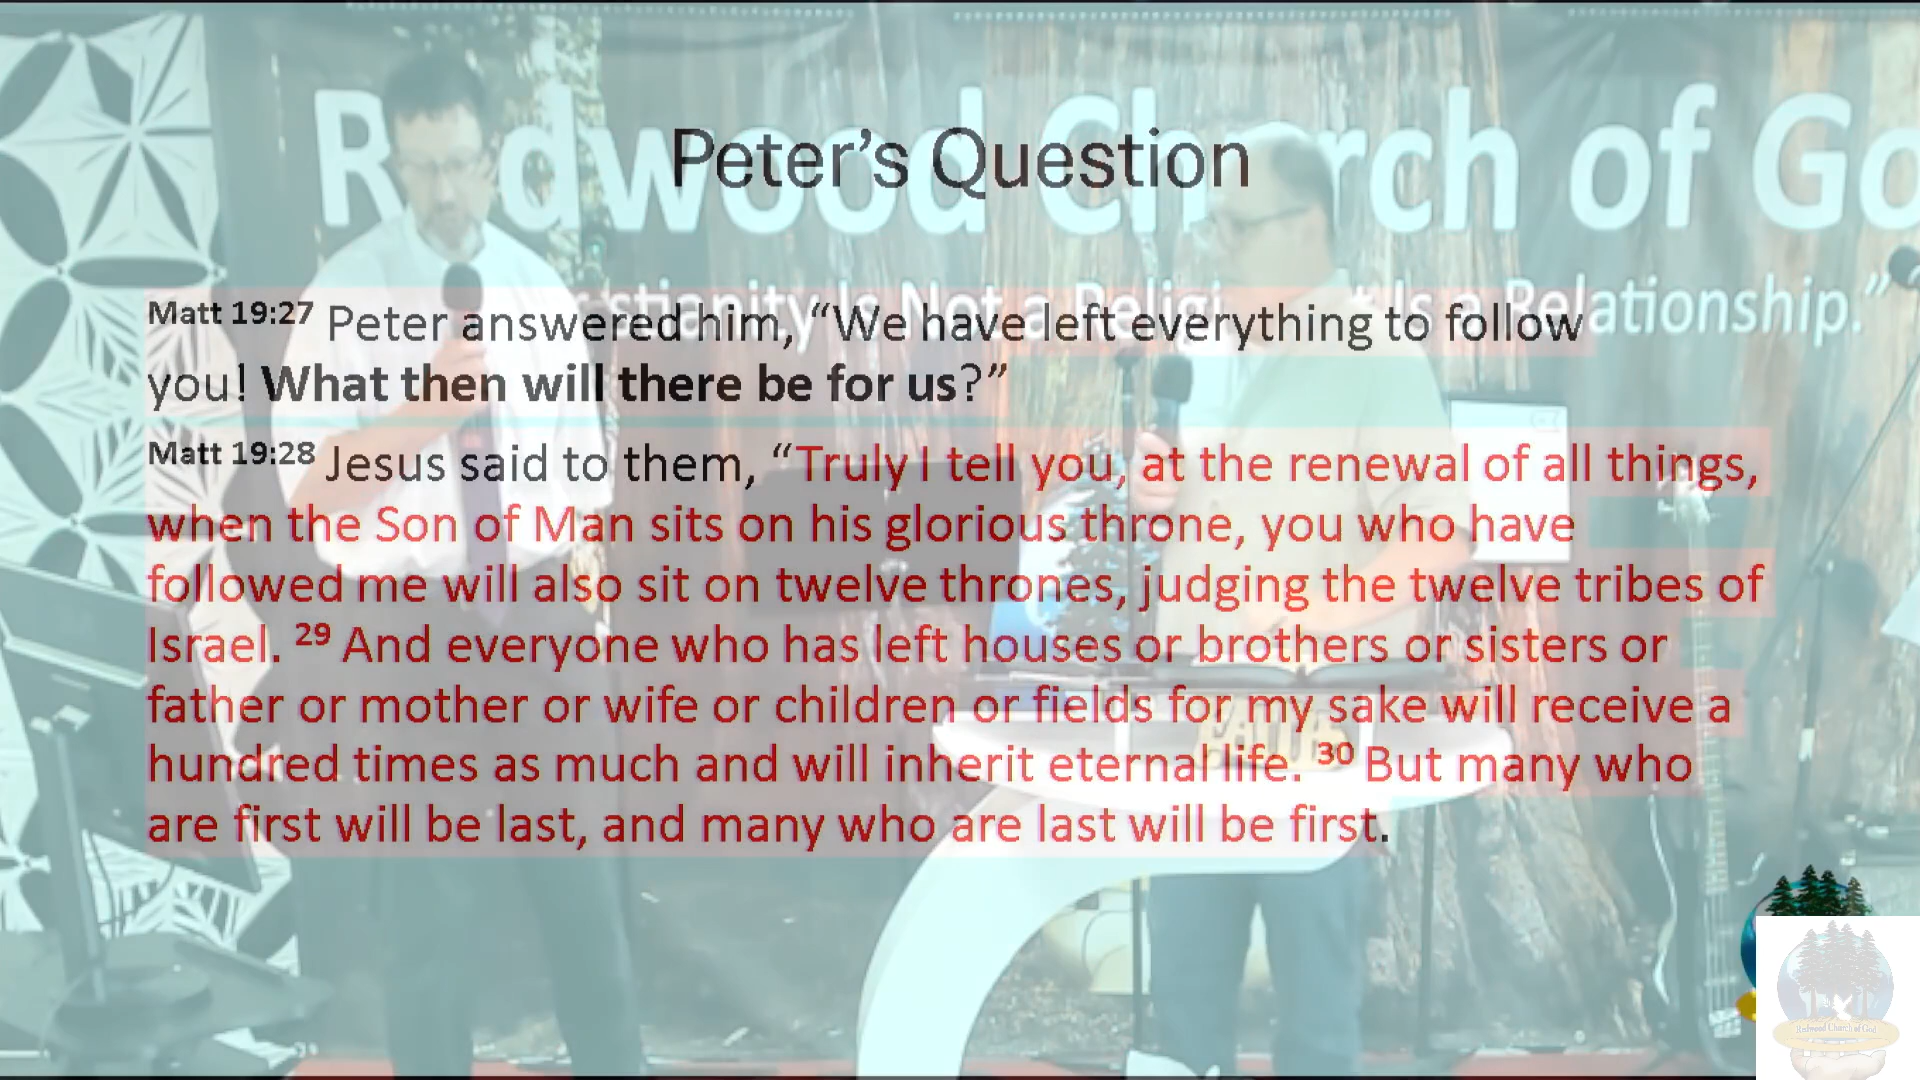 Redwood Church of Go
Peter’s Question
Christianity Is Not a Religi Is a Relationship.”
Matt 19:27 Peter answered him, “We have left everything to follow
you! What then will there be for us?”
Matt 19:28 Jesus said to them, “Truly I tell you, at the renewal of all things,
when the Son of Man sits on his glorious throne, you who have
followed me will also sit on twelve thrones, judging the twelve tribes of
Israel. 29 And everyone who has left houses or brothers or sisters or
father or mother or wife or children or fields for my sake will receive a
hundred times as much and will inherit eternal life. 30 But many who
are first will be last, and many who are last will be first.
Redwood Church of God